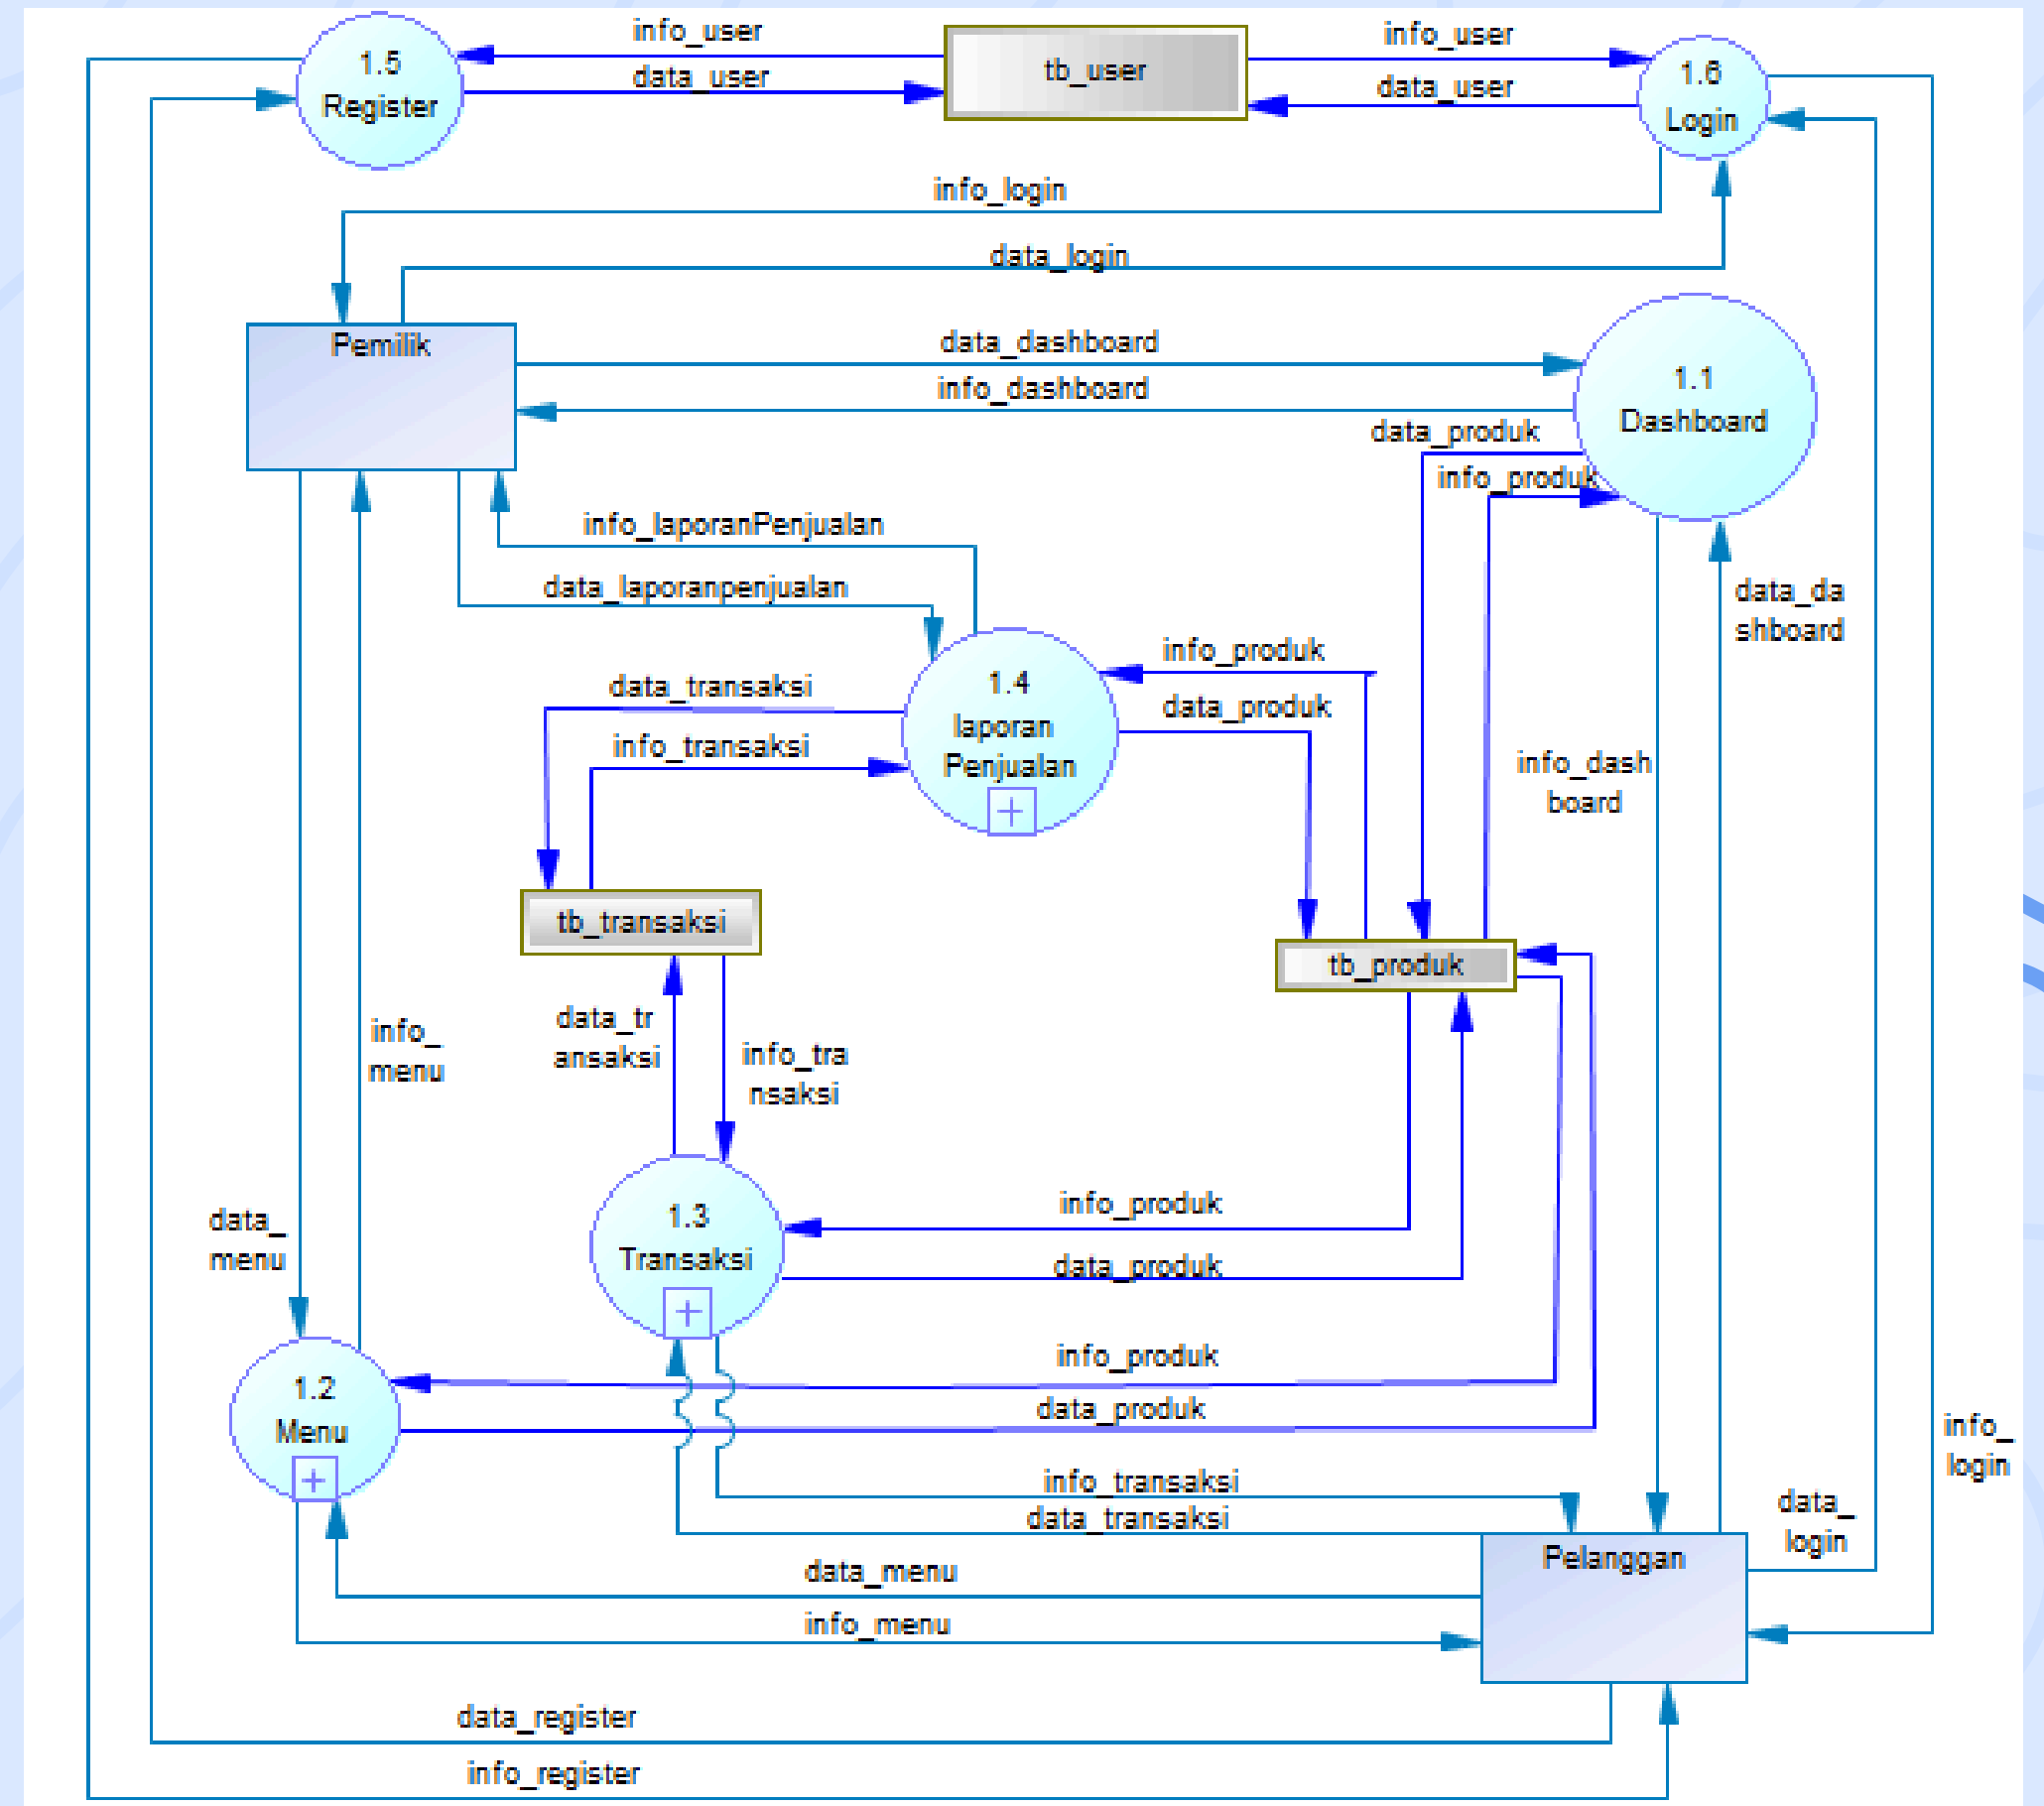 info_user
info_user
1.5
Register
data_user
tb_user
data_user
1.6
Login
info_login
data_login
Pemilik
data_dashboard
info_dashboard
1.1
Dashboard
data_produk
info_produk
info_laporanPenjualan
data_laporanpenjualan
data_da
shboard
info_produk
data_transaksi
1.4
laporan
Penjualan
data_produk
info_transaksi
info_dash
board
tb_transaksi
tb_produk
info_
menu
data_tr
ansaksi
info_tra
nsaksi
data_
menu
1.3
Transaksi
info_produk
data_produk
info_produk
1.2
Menu
data_produk
info_
login
info_transaksi
data_transaksi
data_
login
Pelanggan
data_menu
info_menu
data_register
info_register